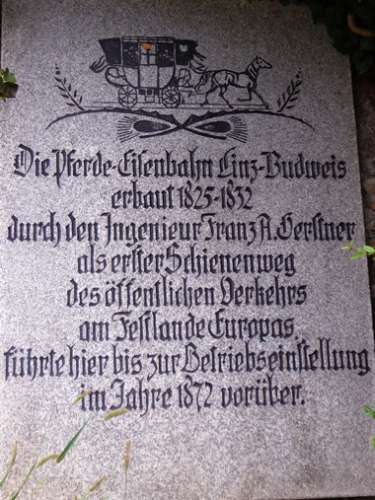 Die Pferde-Eisenbahn Linz-Budweis
erbaut 1825-1832
durch den Ingenieur Franz A. Gerstner
als erster Schienenweg
des öffentlichen Verkehrs
am Festlande Europas
führte hier bis zur Betriebseinstellung
im Jahre 1872 vorüber.